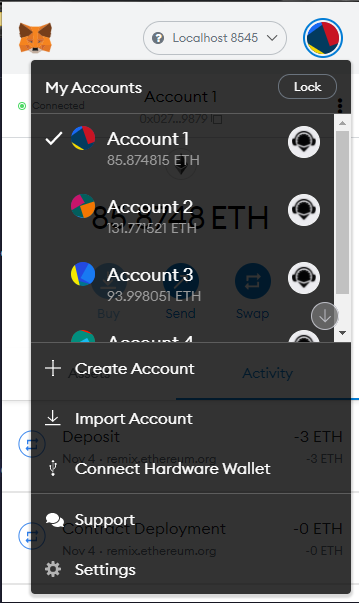 Localhost 8545
My Accounts
Lock
Connected
Account 1
0x027...9879
Account 1
85.874815 ETH
Account 2
85.8748 ETH
131.771521 ETH
Account 3
93.998051 ETH
Buy
Send
Swap
Account 4
Create Account
Assets
Activity
Import Account
Deposit
-3 ETH
Nov 4 · remix.ethereum.org
-3 ETH
Connect Hardware Wallet
Support
Contract Deployment
-0 ETH
Nov 4 · remix.ethereum.org
-0 ETH
Settings